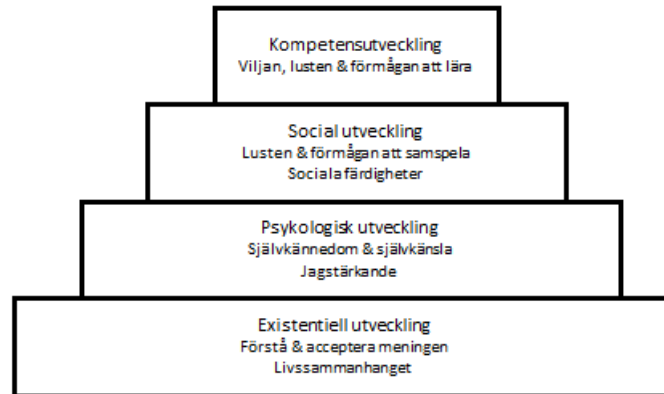 Kompetensutveckling
Viljan, lusten & förmågan att lära
Social utveckling
Lusten & förmågan att samspela
Sociala färdigheter
Psykologisk utveckling
Självkännedom & självkänsla
Jagstärkande
Existentiell utveckling
Förstå & acceptera meningen
Livssammanhanget